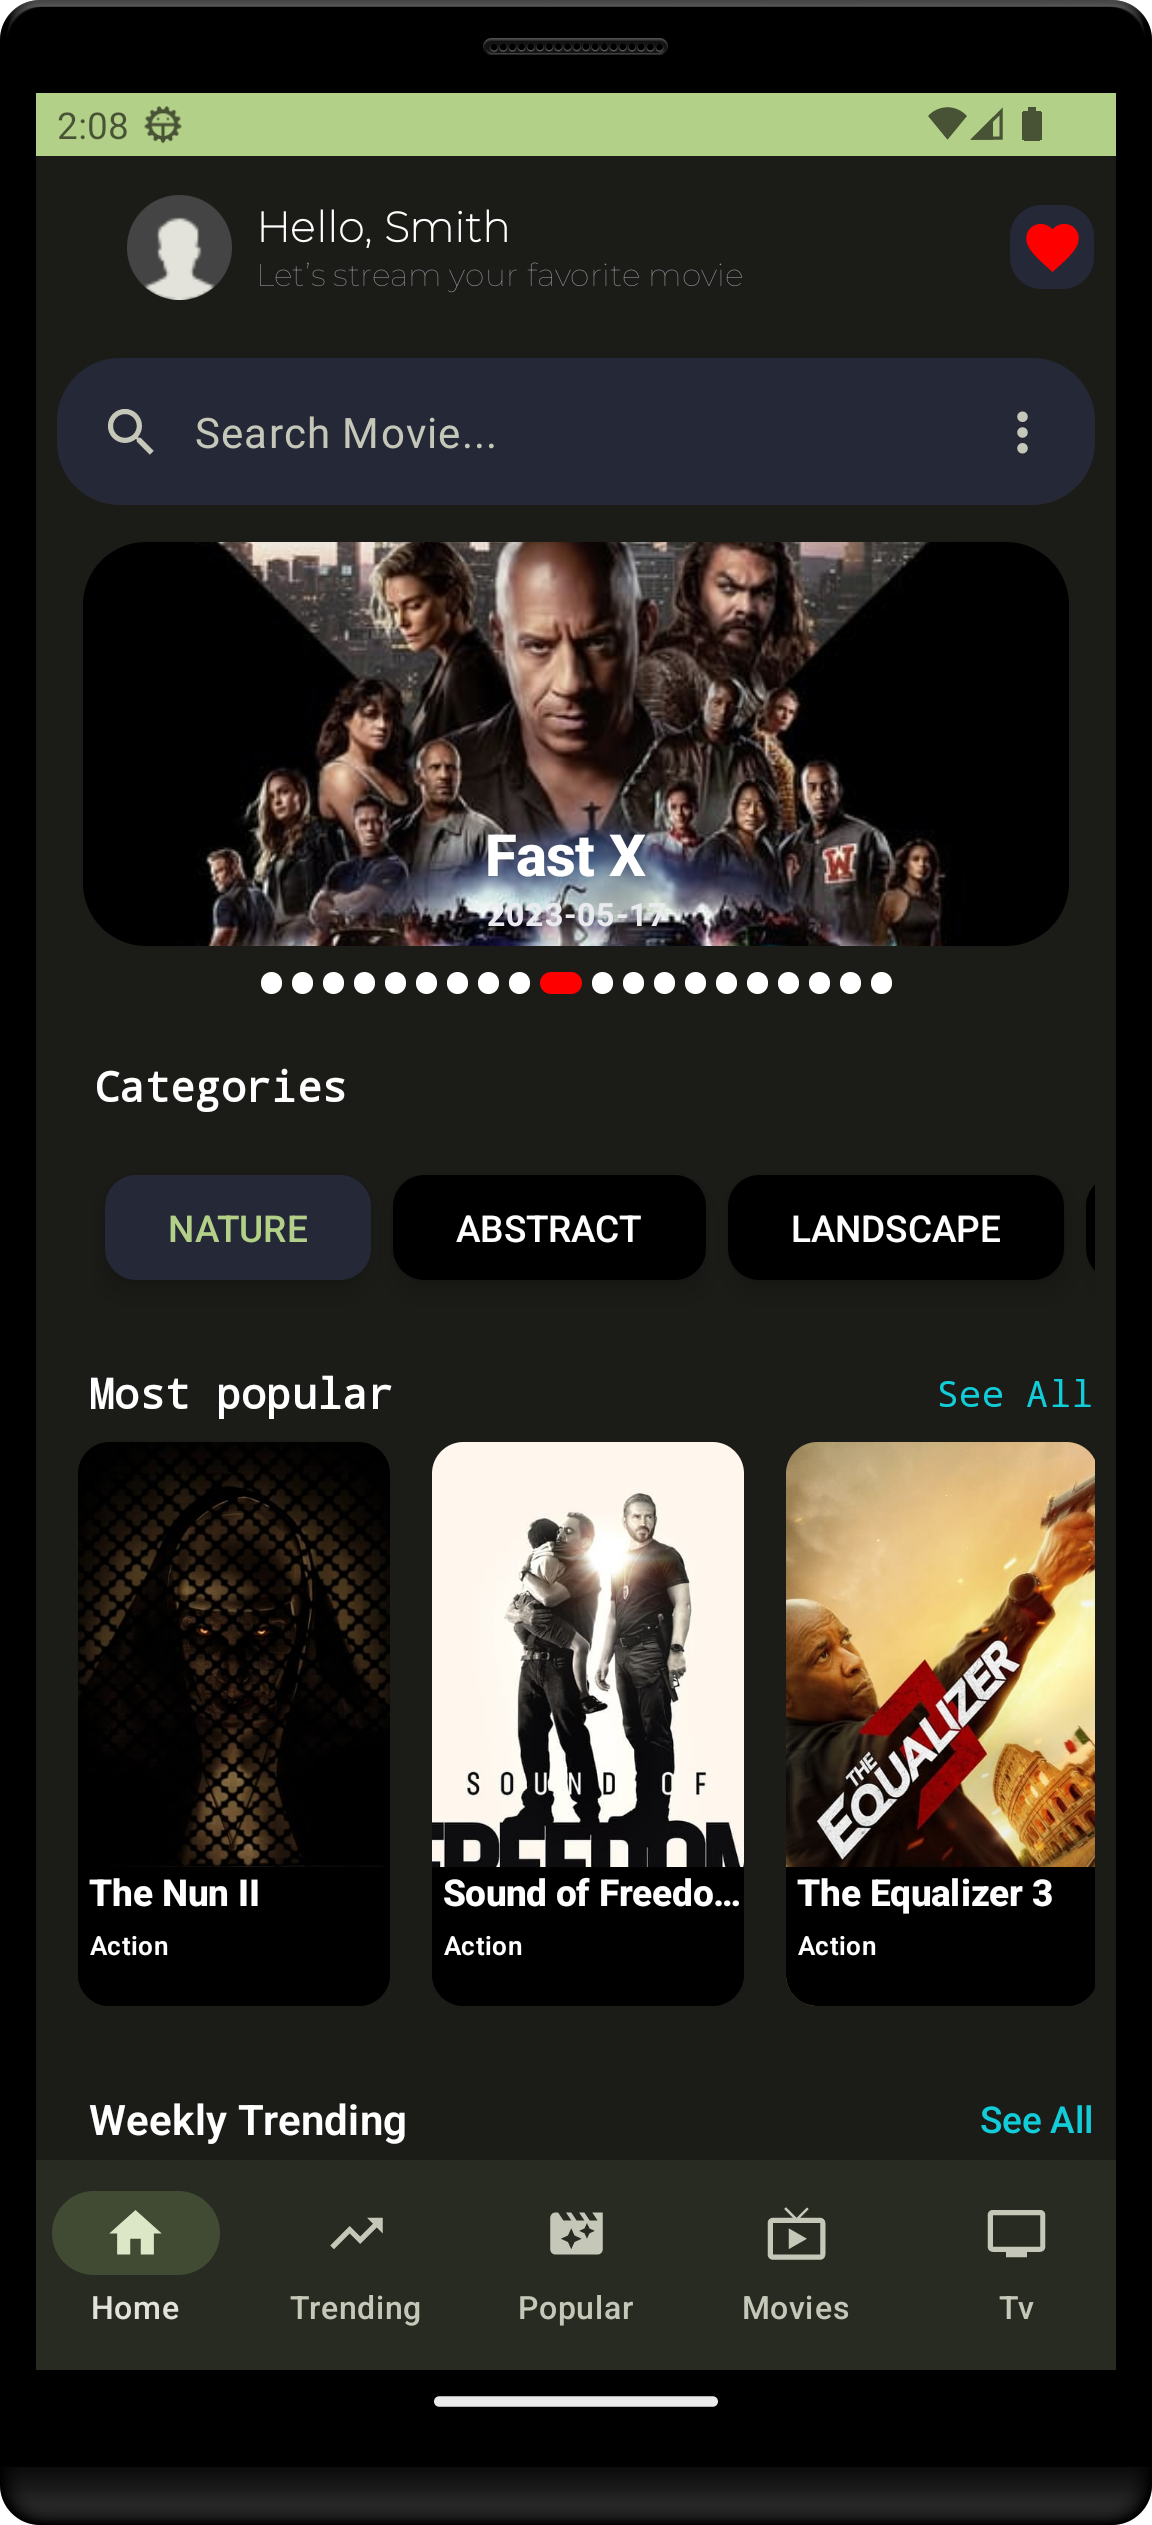 2:08
Hello, Smith
Let's stream your favorite movie
Search Movie...
W
Fast X
2023-05-17
Categories
NATURE
ABSTRACT
LANDSCAPE
Most popular
See All
SOUND OF
FREEDOM
THE
EQUALIZER
3
The Nun II
Sound of Freedo...
The Equalizer 3
Action
Action
Action
Weekly Trending
See All
Home
Trending
Popular
Movies
Tv